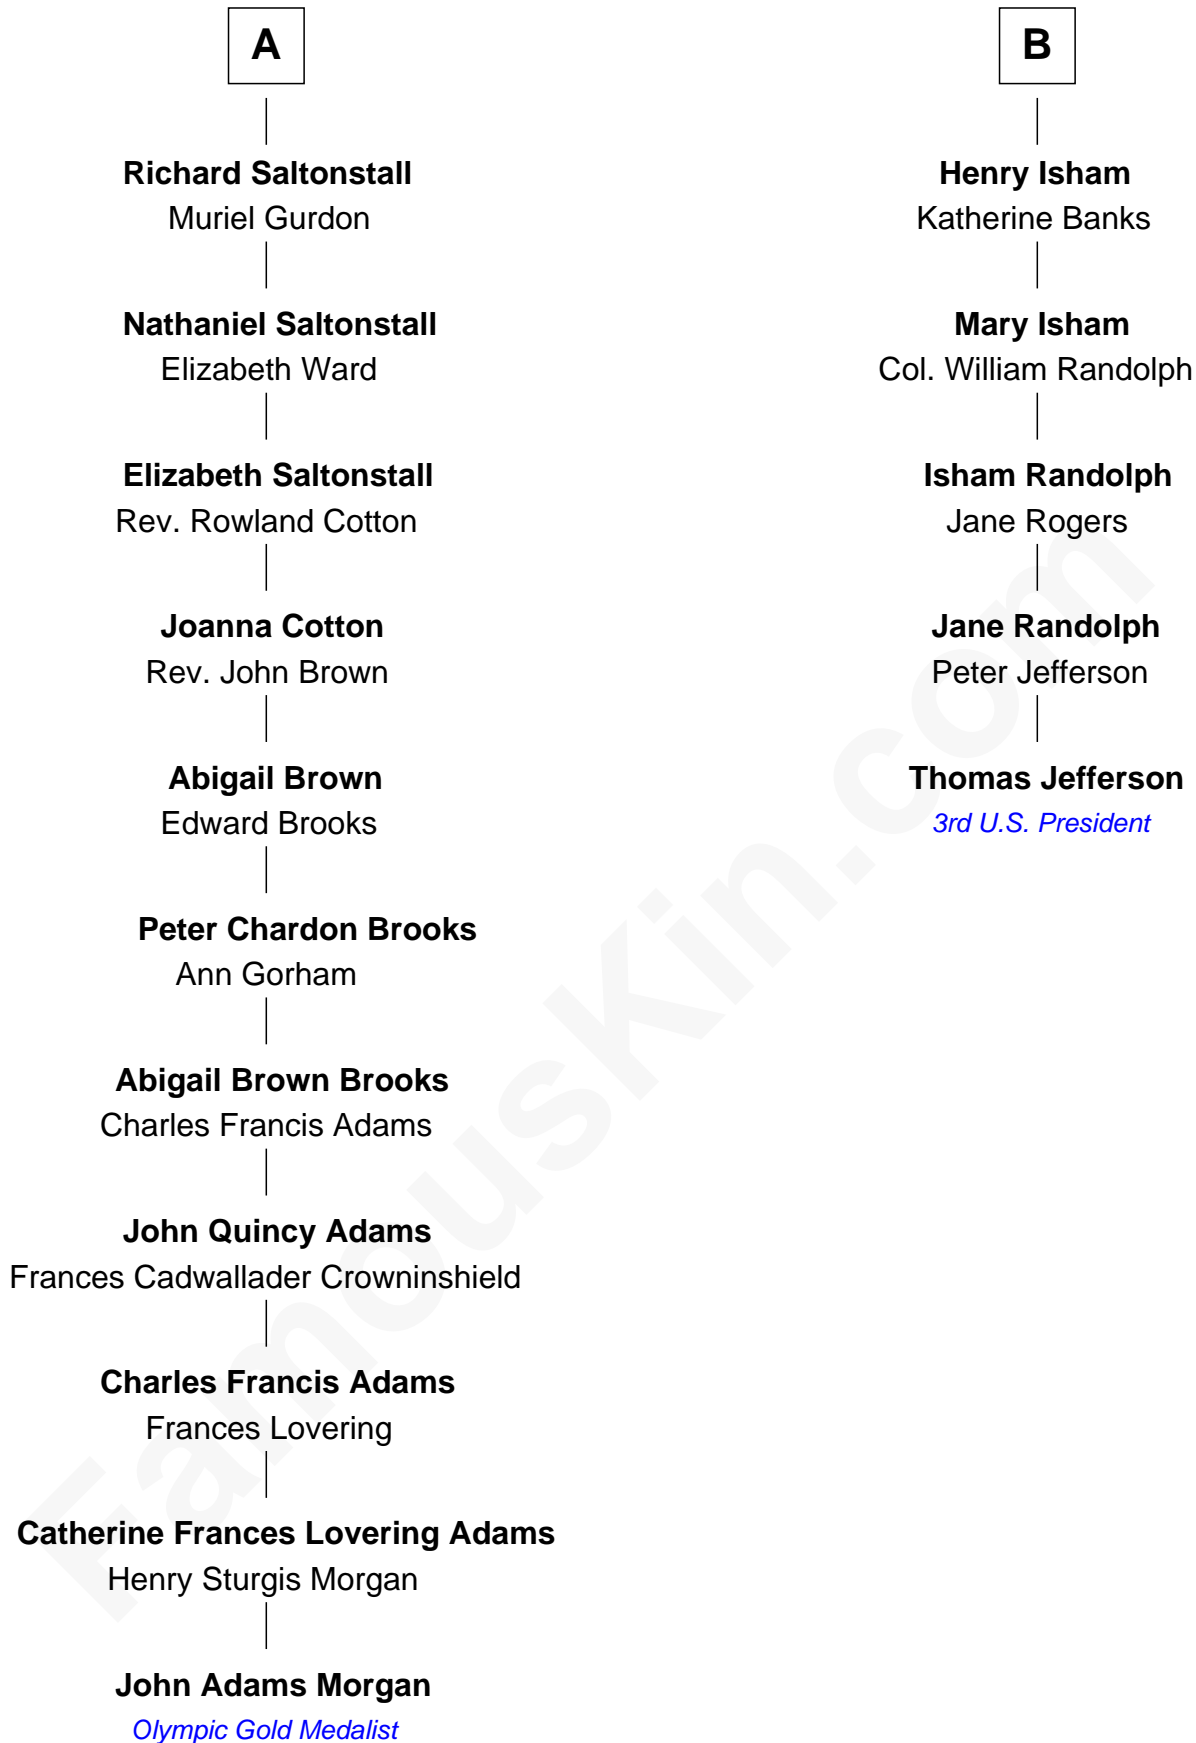 A
Richard Saltonstall
Muriel Gurdon
Nathaniel Saltonstall
Elizabeth Ward
Elizabeth Saltonstall
Rev. Rowland Cotton
Joanna Cotton
Rev. John Brown
Abigail Brown
Edward Brooks
Peter Chardon Brooks
Ann Gorham
Abigail Brown Brooks
Charles Francis Adams
John Quincy Adams
Frances Cadwallader Crowninshield
Charles Francis Adams
Frances Lovering
Catherine Frances Lovering Adams
Henry Sturgis Morgan
John Adams Morgan
Olympic Gold Medalist
B
Henry Isham
Katherine Banks
Mary Isham
Col. William Randolph
Isham Randolph
Jane Rogers
Jane Randolph
Peter Jefferson
Thomas Jefferson
3rd U.S. President
FamousKin.com